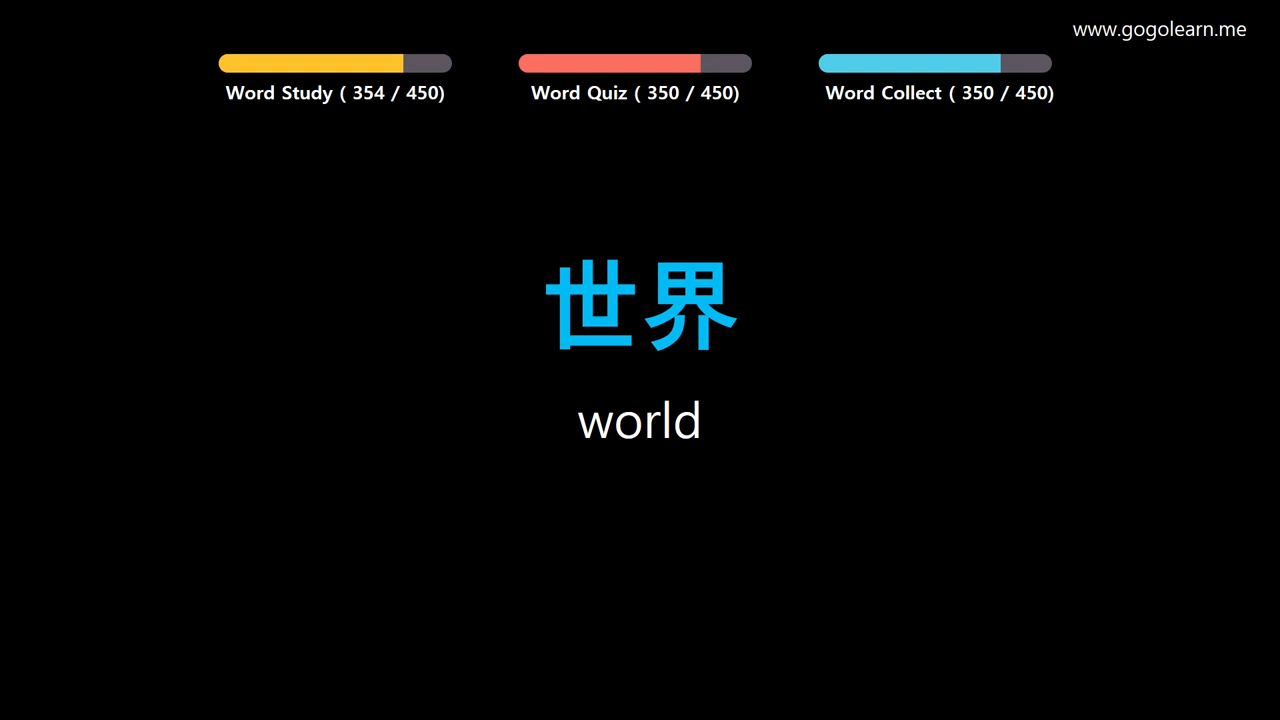 www.gogolearn.me
Word Study ( 354 / 450)
Word Quiz ( 350 / 450)
Word Collect ( 350 / 450)
世界
world